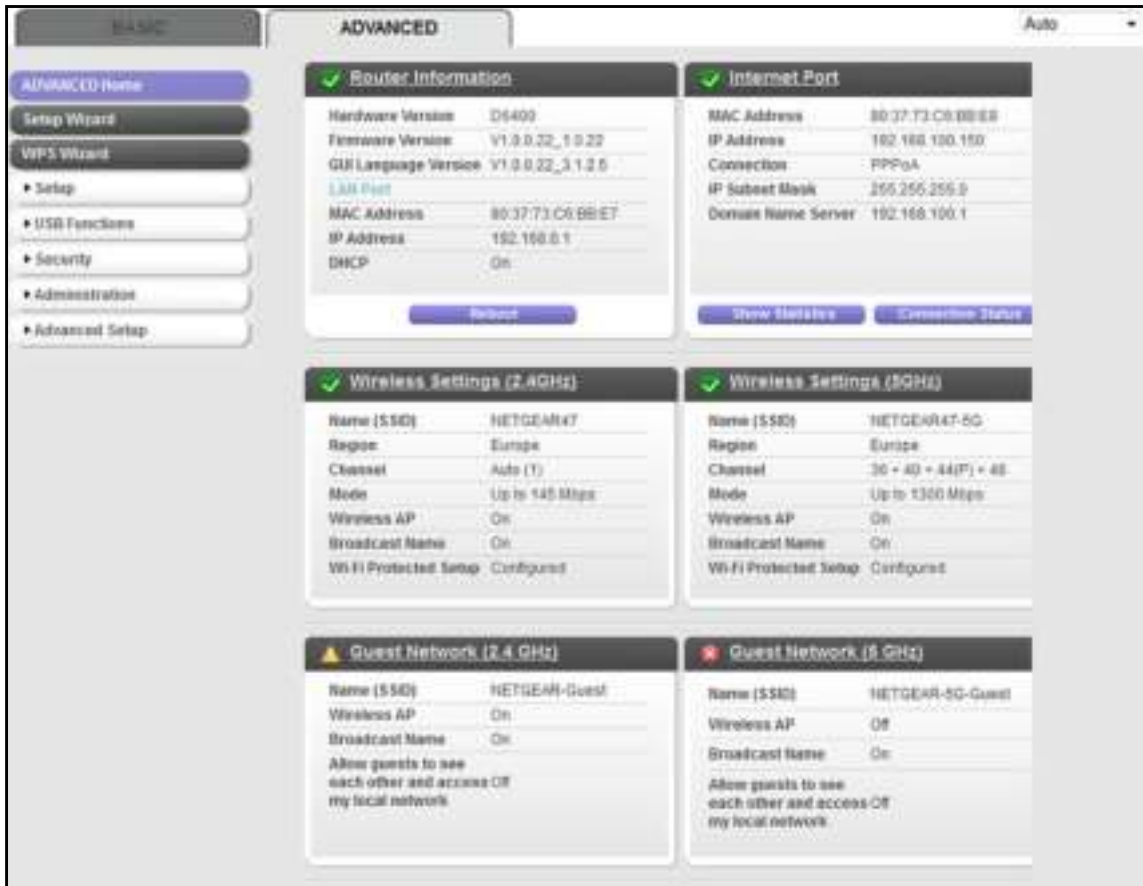 BASIC
ADVANCED
Auto
ADVANCED Home
Setup Wizard
WPS Wizard
Setup
USB Functions
Security
Administration
Advanced Setup
Router Information
Hardware Version D6400
Firmware Version V1.0.0.22_1.0.22
GUI Language Version V1.0.0.22_3.1.2.5
LAN Port
MAC Address 80:37:73:C6:BB:E7
IP Address 192.168.0.1
DHCP On
Reboot
Internet Port
MAC Address 80:37:73:C6:BB:E8
IP Address 192.168.100.150
Connection PPPoA
IP Subnet Mask 255.255.255.0
Domain Name Server 192.168.100.1
Show Statistics Connection Status
Wireless Settings (2.4GHz)
Name (SSID) NETGEAR47
Region Europe
Channel Auto (1)
Mode Up to 145 Mbps
Wireless AP On
Broadcast Name On
Wi-Fi Protected Setup Configured
Wireless Settings (5GHz)
Name (SSID) NETGEAR47-5G
Region Europe
Channel 36 + 40 + 44(P) + 48
Mode Up to 1300 Mbps
Wireless AP On
Broadcast Name On
Wi-Fi Protected Setup Configured
Guest Network (2.4 GHz)
Name (SSID) NETGEAR-Guest
Wireless AP On
Broadcast Name On
Allow guests to see
each other and access Off
my local network
Guest Network (5 GHz)
Name (SSID) NETGEAR-5G-Guest
Wireless AP Off
Broadcast Name On
Allow guests to see
each other and access Off
my local network